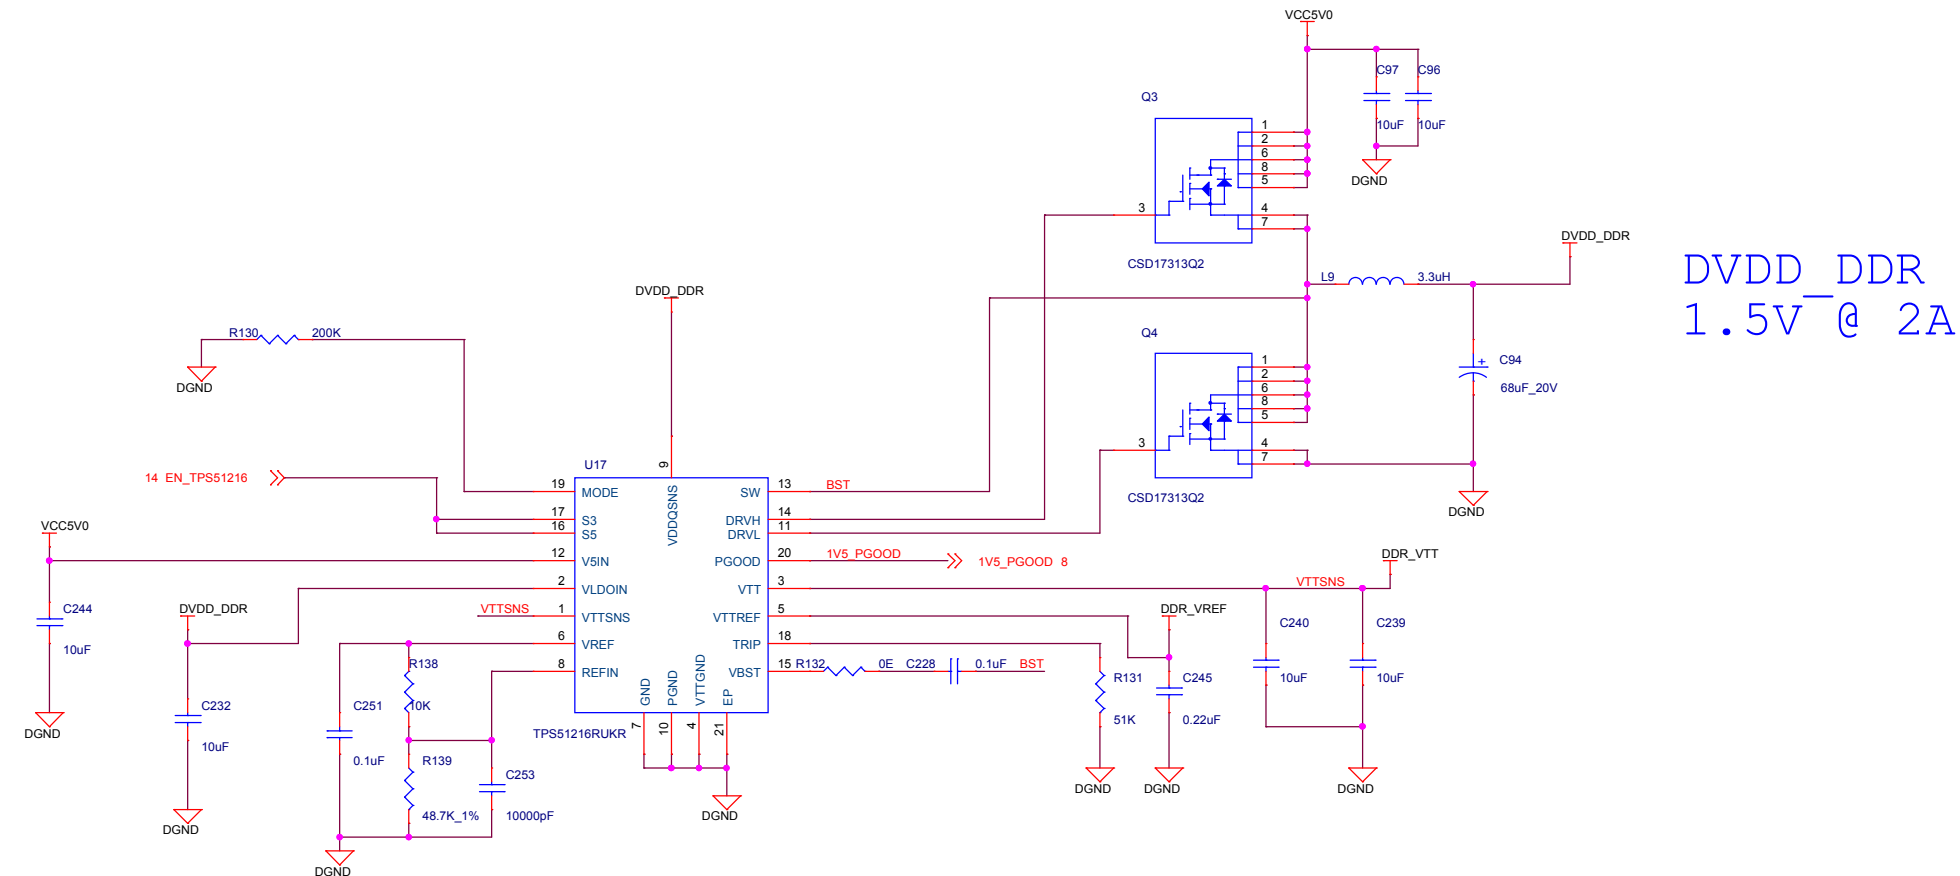 VCC5V0
C97
C96
10uF
10uF
DGND
Q3
1
2
6
8
5
3
4
7
CSD17313Q2
DVDD_DDR
L9
3.3uH
DVDD_DDR
1.5V @ 2A
DVDD_DDR
R130
200K
DGND
Q4
1
2
6
8
5
3
4
7
CSD17313Q2
C94
+
68uF_20V
DGND
14 EN_TPS51216
U17
9
VDDQSNS
19
MODE
17
S3
16
S5
12
V5IN
2
VLDOIN
VTTSNS
1
VTTSNS
6
VREF
8
REFIN
SW
13
BST
DRVH
14
DRVL
11
PGOOD
20
1V5_PGOOD
1V5_PGOOD 8
VTT
3
VTTSNS
DDR_VTT
VTTREF
5
DDR_VREF
TRIP
18
VBST
15
R132
0E
C228
0.1uF
BST
GND
PGND
VTTGND
EP
7
10
4
21
TPS51216RUKR
DGND
VCC5V0
C244
10uF
DGND
DVDD_DDR
C232
10uF
DGND
C251
0.1uF
R138
10K
R139
48.7K_1%
C253
10000pF
DGND
R131
51K
DGND
C245
0.22uF
DGND
C240
10uF
C239
10uF
DGND